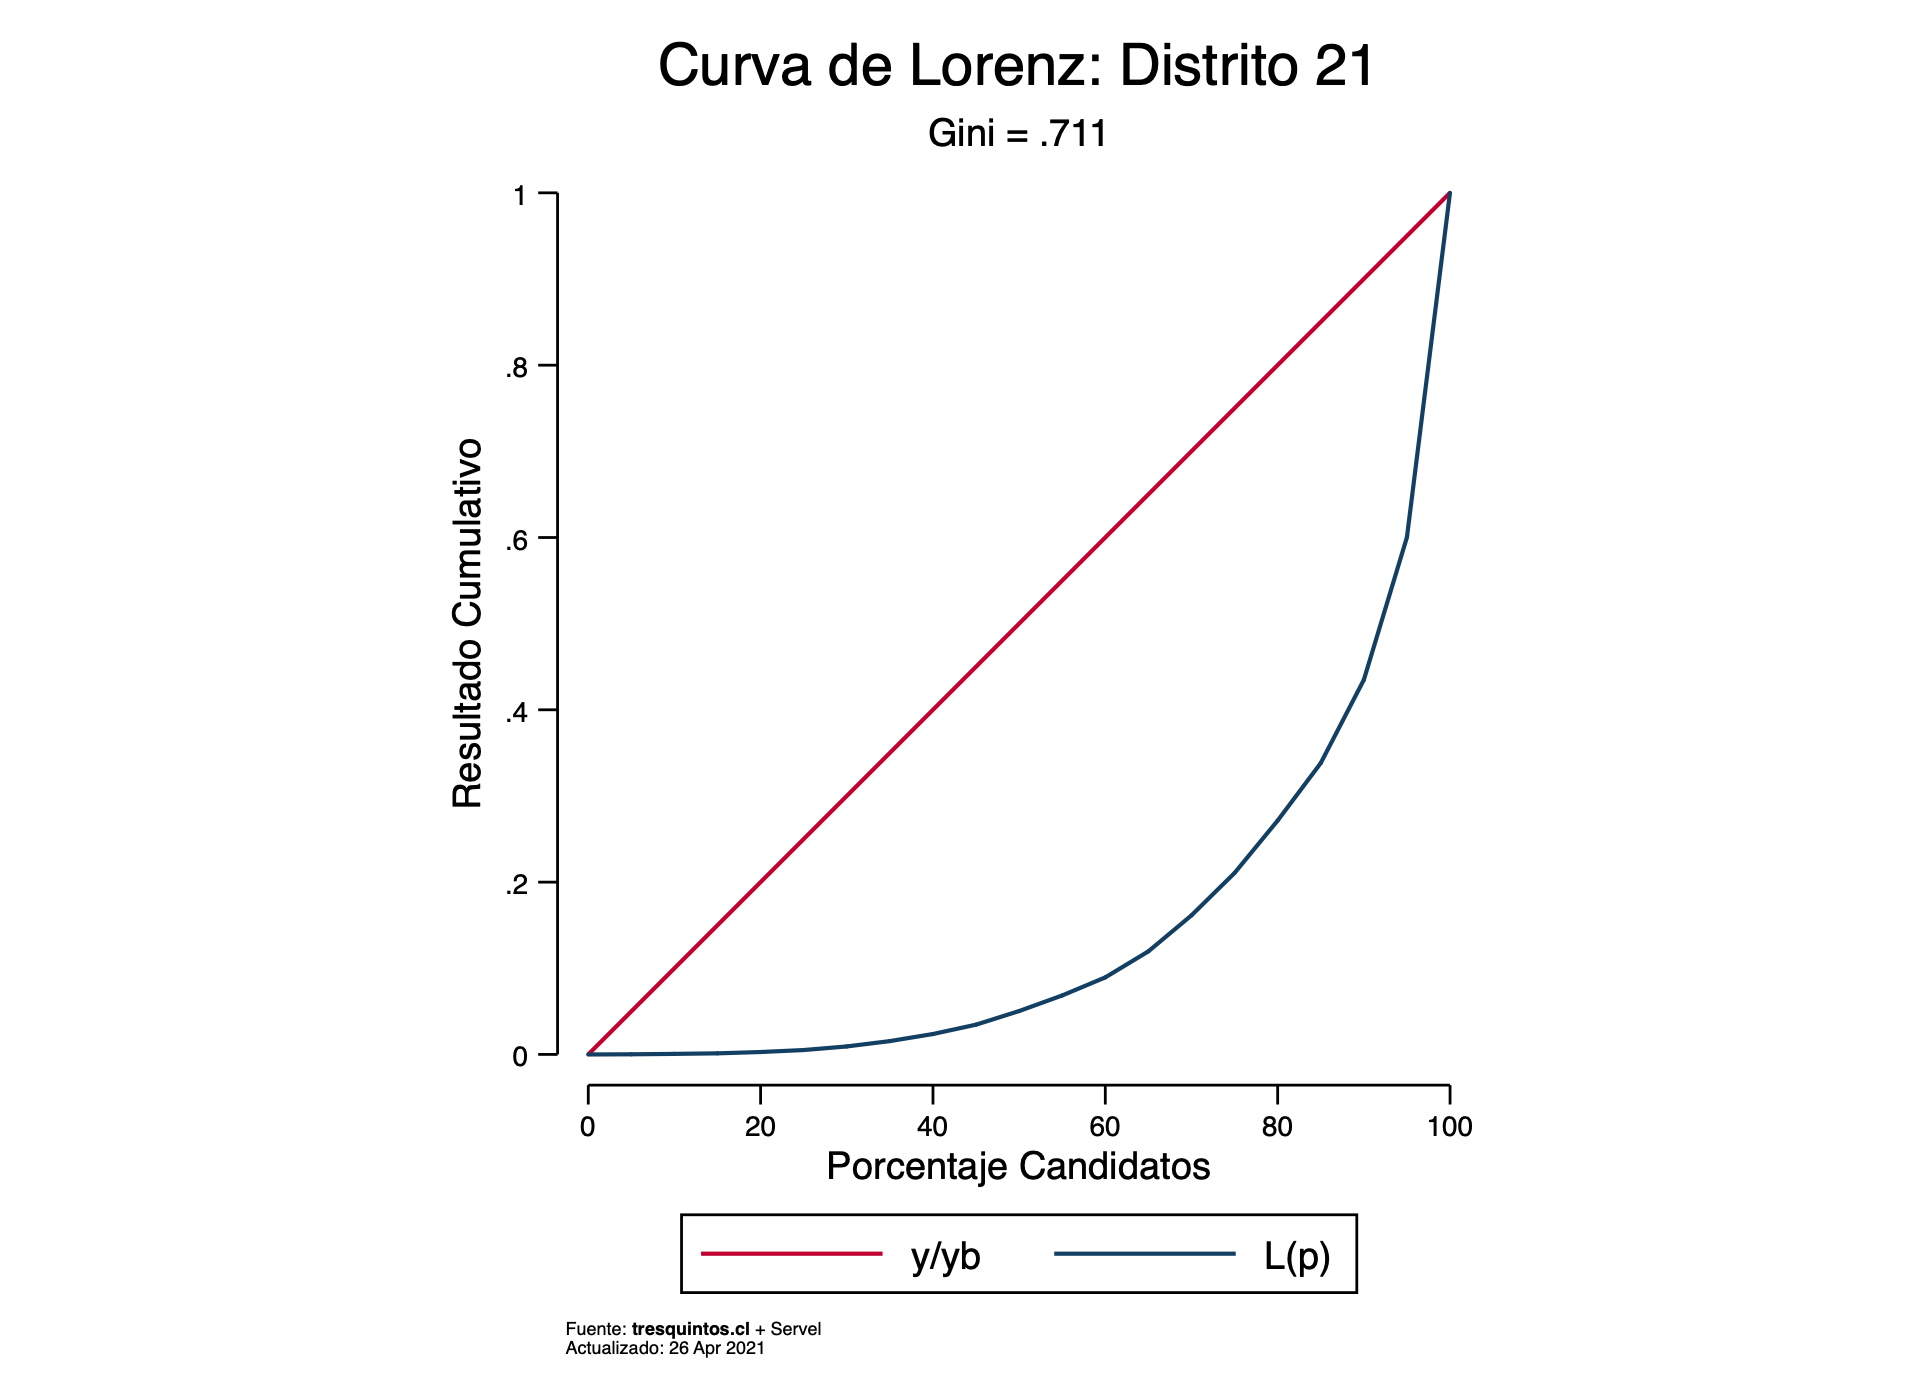 Curva de Lorenz: Distrito 21
Gini = .711
Resultado Cumulativo
1
.8
.6
.4
.2
0
0 20 40 60 80 100
Porcentaje Candidatos
y/yb L(p)
Fuente: tresquintos.cl + Servel
Actualizado: 26 Apr 2021